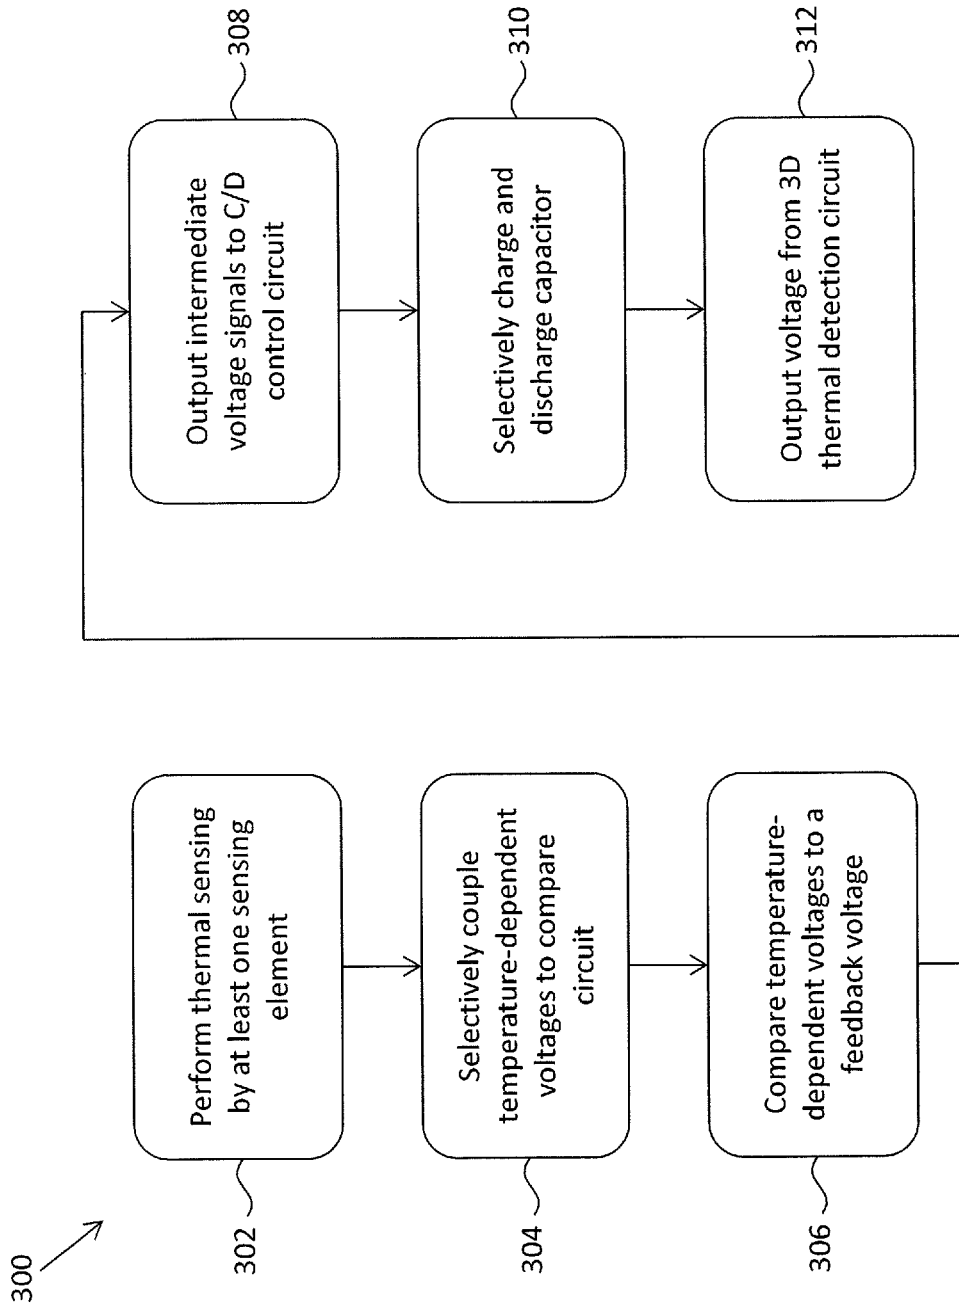 300
302
Perform thermal sensing
by at least one sensing
element
304
Selectively couple
temperature-dependent
voltages to compare
circuit
306
Compare temperature-
dependent voltages to a
feedback voltage
308
Output intermediate
voltage signals to C/D
control circuit
310
Selectively charge and
discharge capacitor
312
Output voltage from 3D
thermal detection circuit